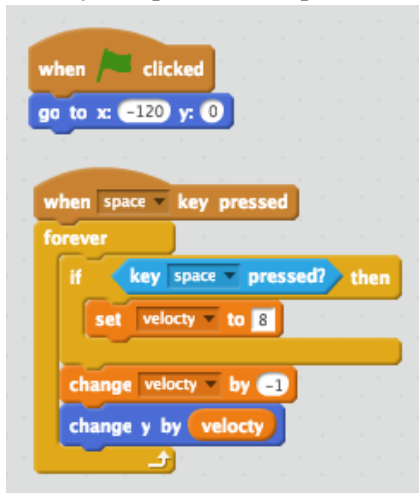 when clicked
go to x: -120 y: 0
when space key pressed
forever
if key space pressed? then
set velocty to 8
change velocty by -1
change y by velocty